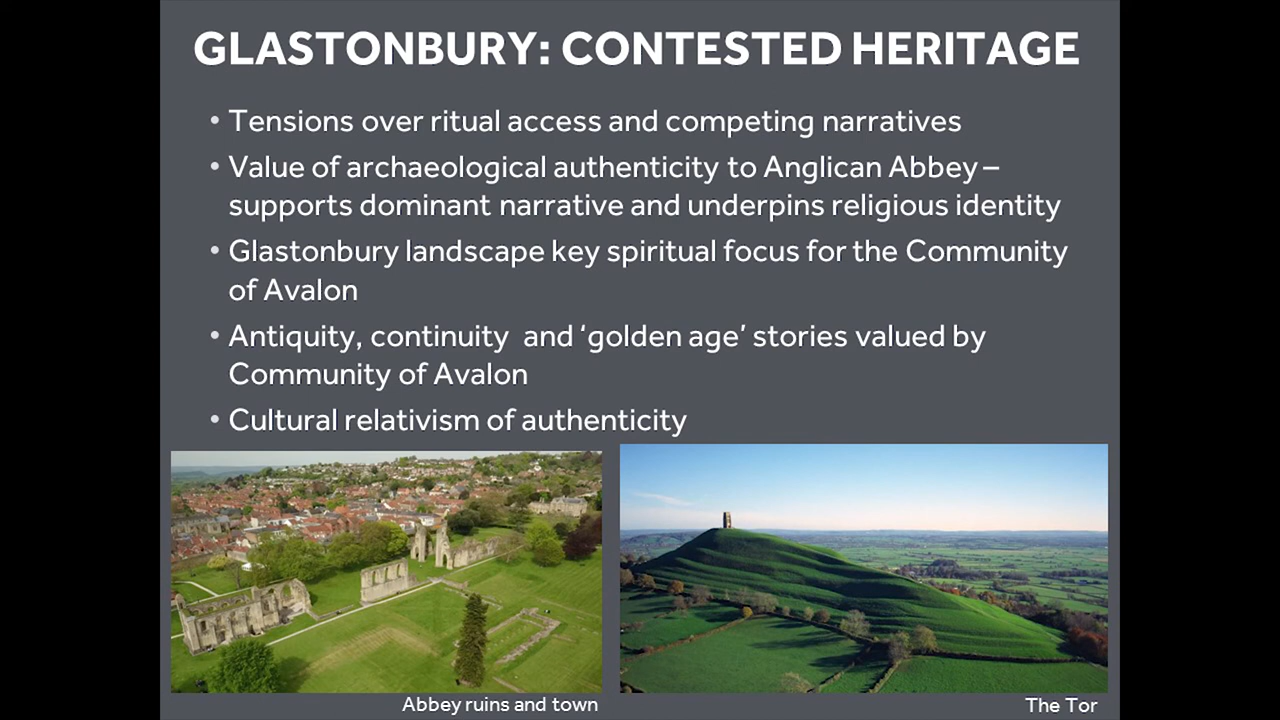 GLASTONBURY: CONTESTED HERITAGE
• Tensions over ritual access and competing narratives
• Value of archaeological authenticity to Anglican Abbey –
supports dominant narrative and underpins religious identity
• Glastonbury landscape key spiritual focus for the Community
of Avalon
• Antiquity, continuity  and ‘golden age’ stories valued by
Community of Avalon
• Cultural relativism of authenticity
Abbey ruins and town
The Tor